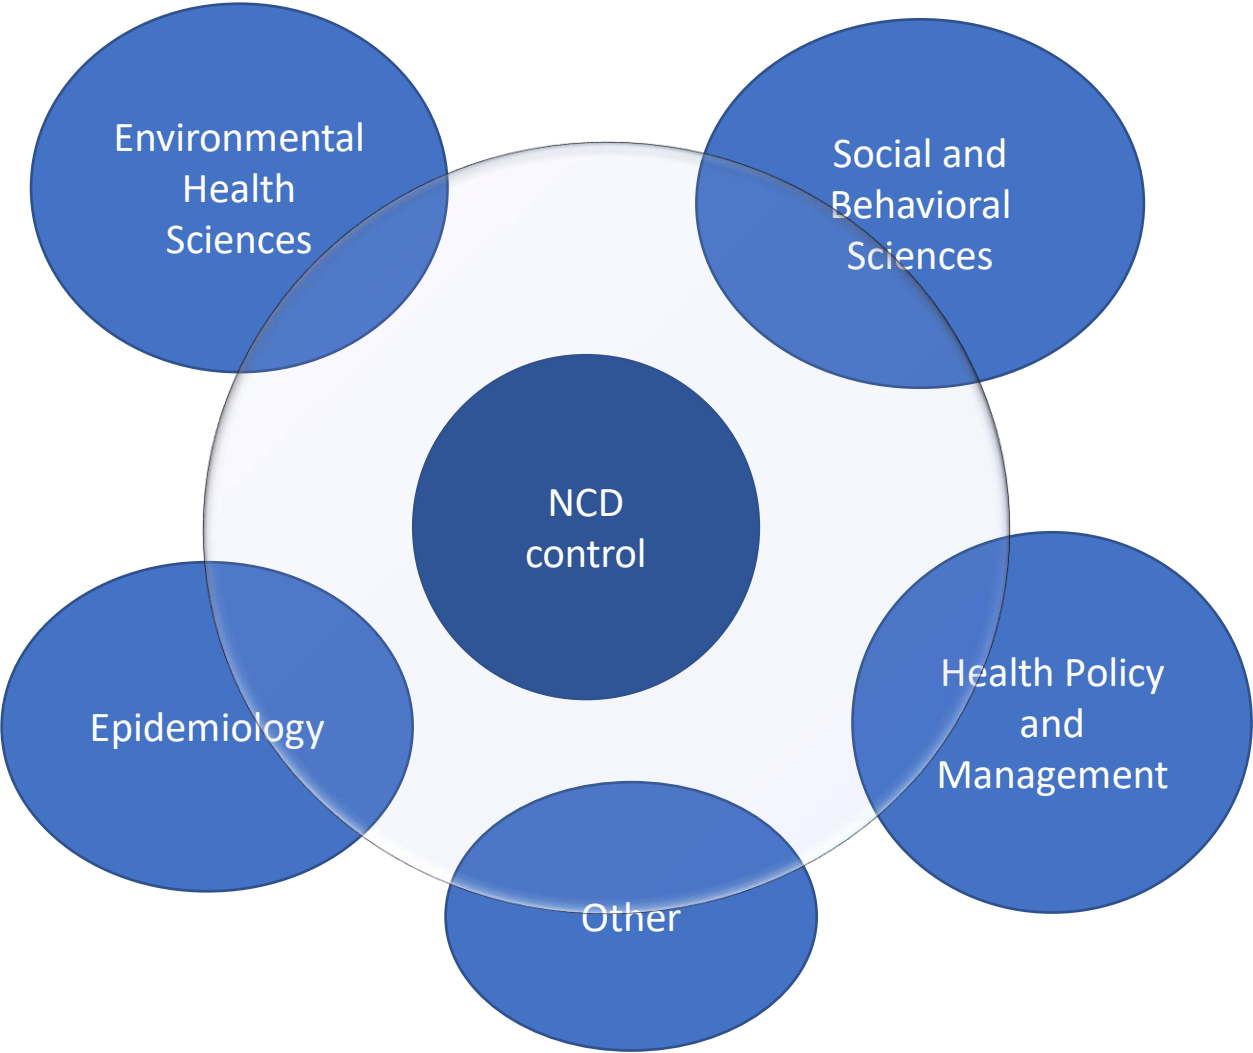 Environmental
Health
Sciences
Social and
Behavioral
Sciences
NCD
control
Epidemiology
Health Policy
and
Management
Other